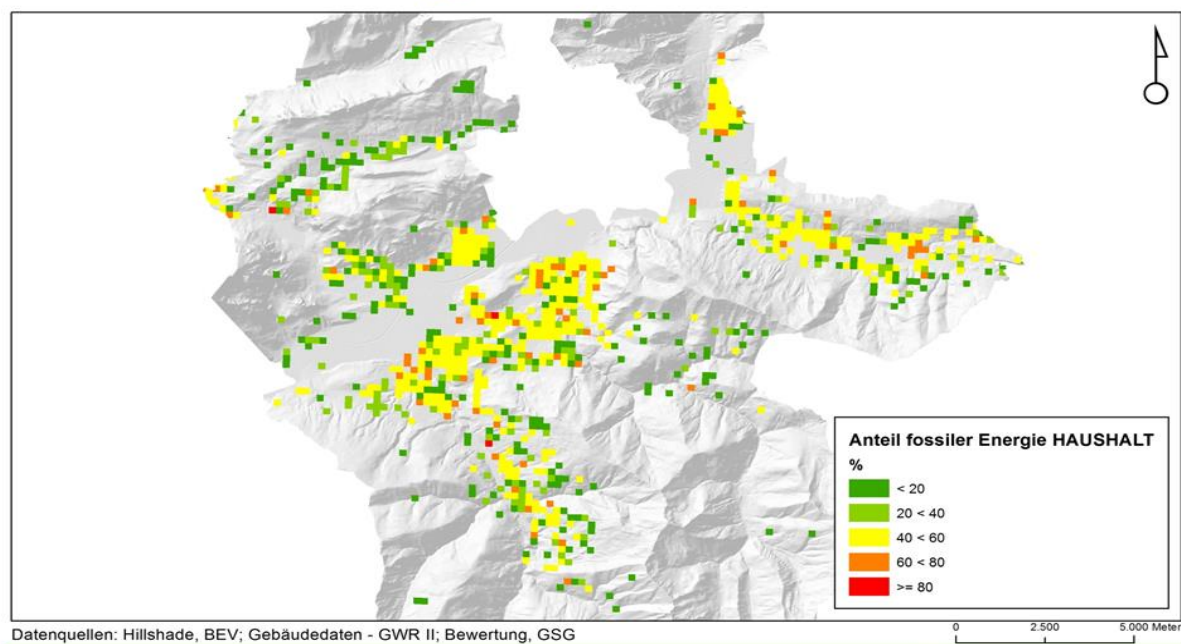 Anteil fossiler Energie HAUSHALT
%
< 20
20 < 40
40 < 60
60 < 80
>= 80
Datenquellen: Hillshade, BEV; Gebäudedaten - GWR II; Bewertung, GSG
0 2.500 5.000 Meter